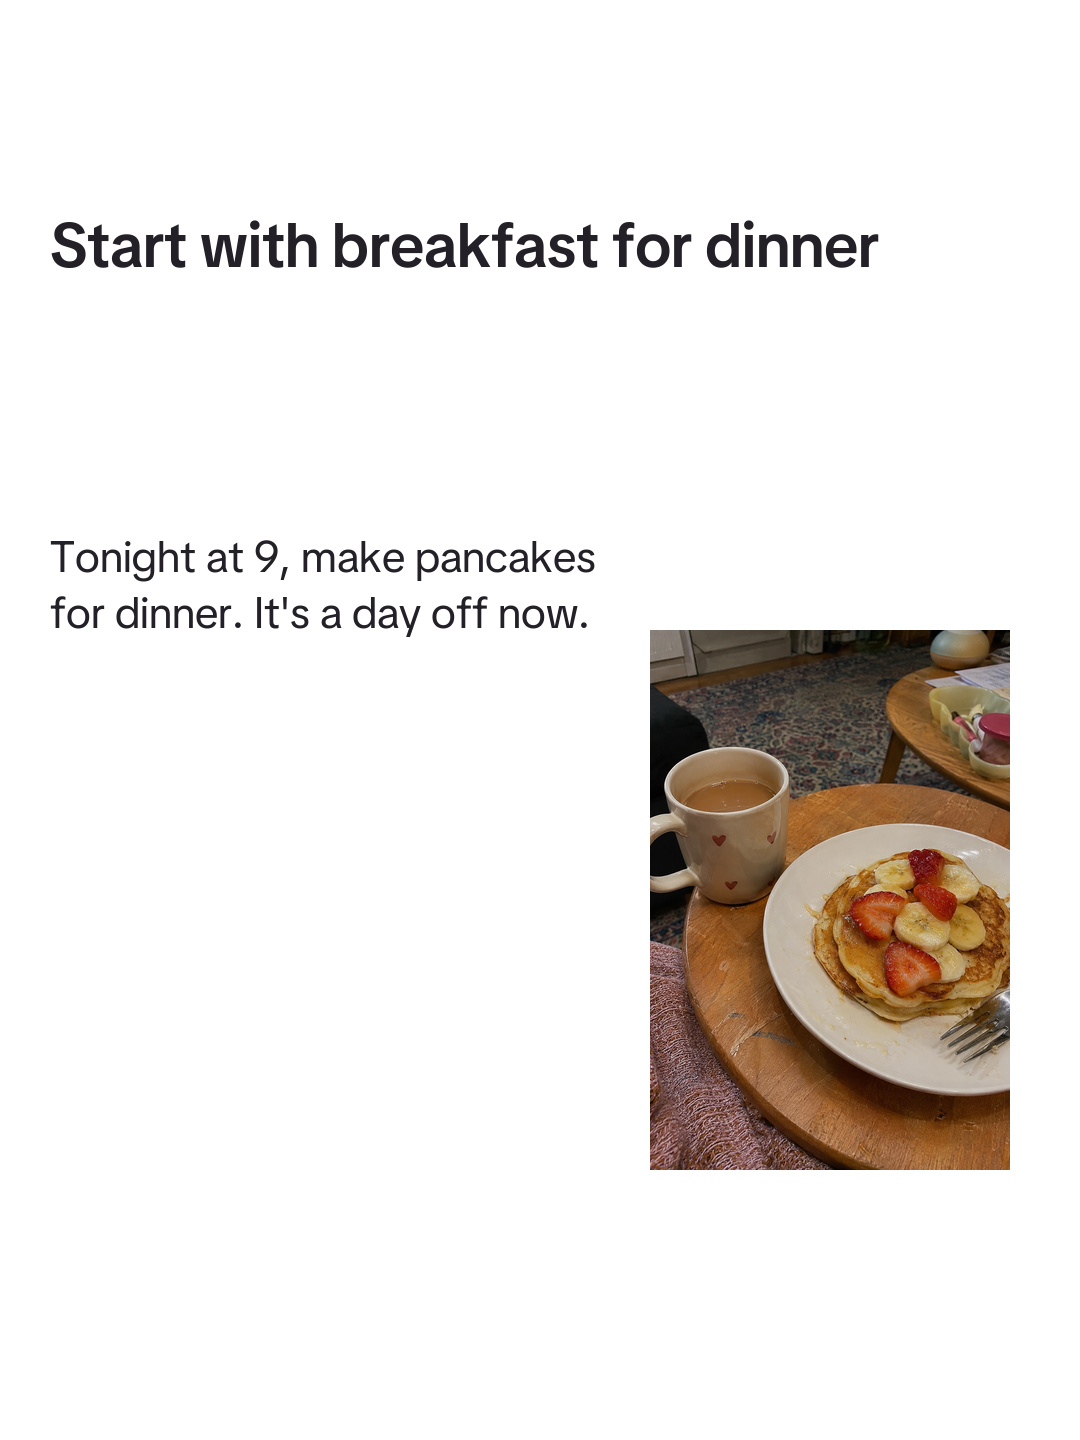 Start with breakfast for dinner
Tonight at 9, make pancakes
for dinner. It's a day off now.